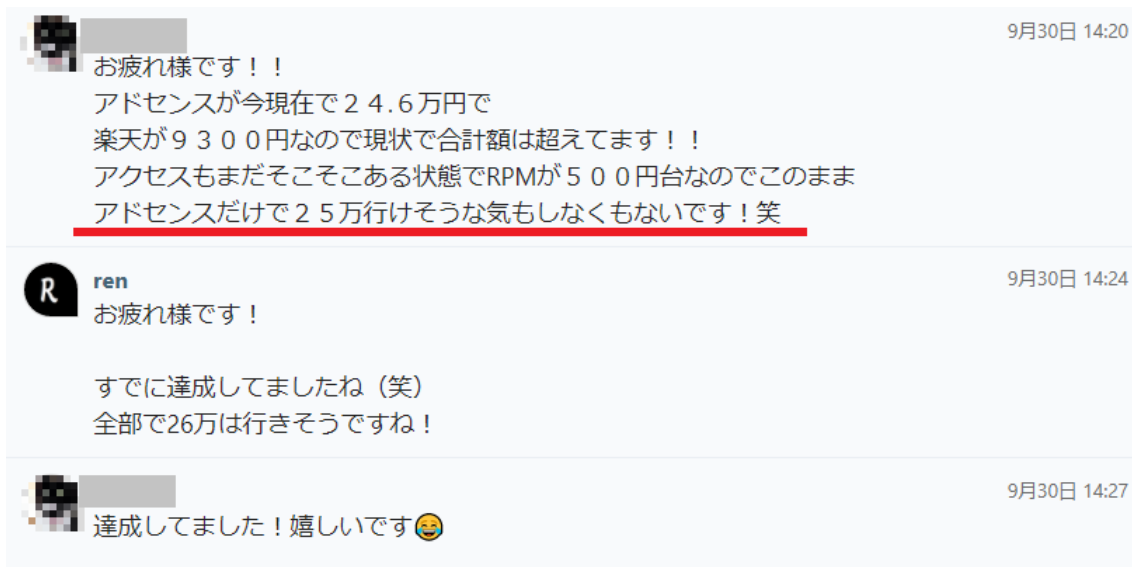 9月30日 14:20
お疲れ様です！！
アドセンスが今現在で２４.６万円で
楽天が９３００円なので現状で合計額は超えてます！！
アクセスもまだそこそこある状態でRPMが５００円台なのでこのまま
アドセンスだけで２５万行けそうな気もしなくもないです！笑
R
ren
9月30日 14:24
お疲れ様です！
すでに達成してましたね（笑）
全部で26万は行きそうですね！
9月30日 14:27
達成してました！嬉しいです😂